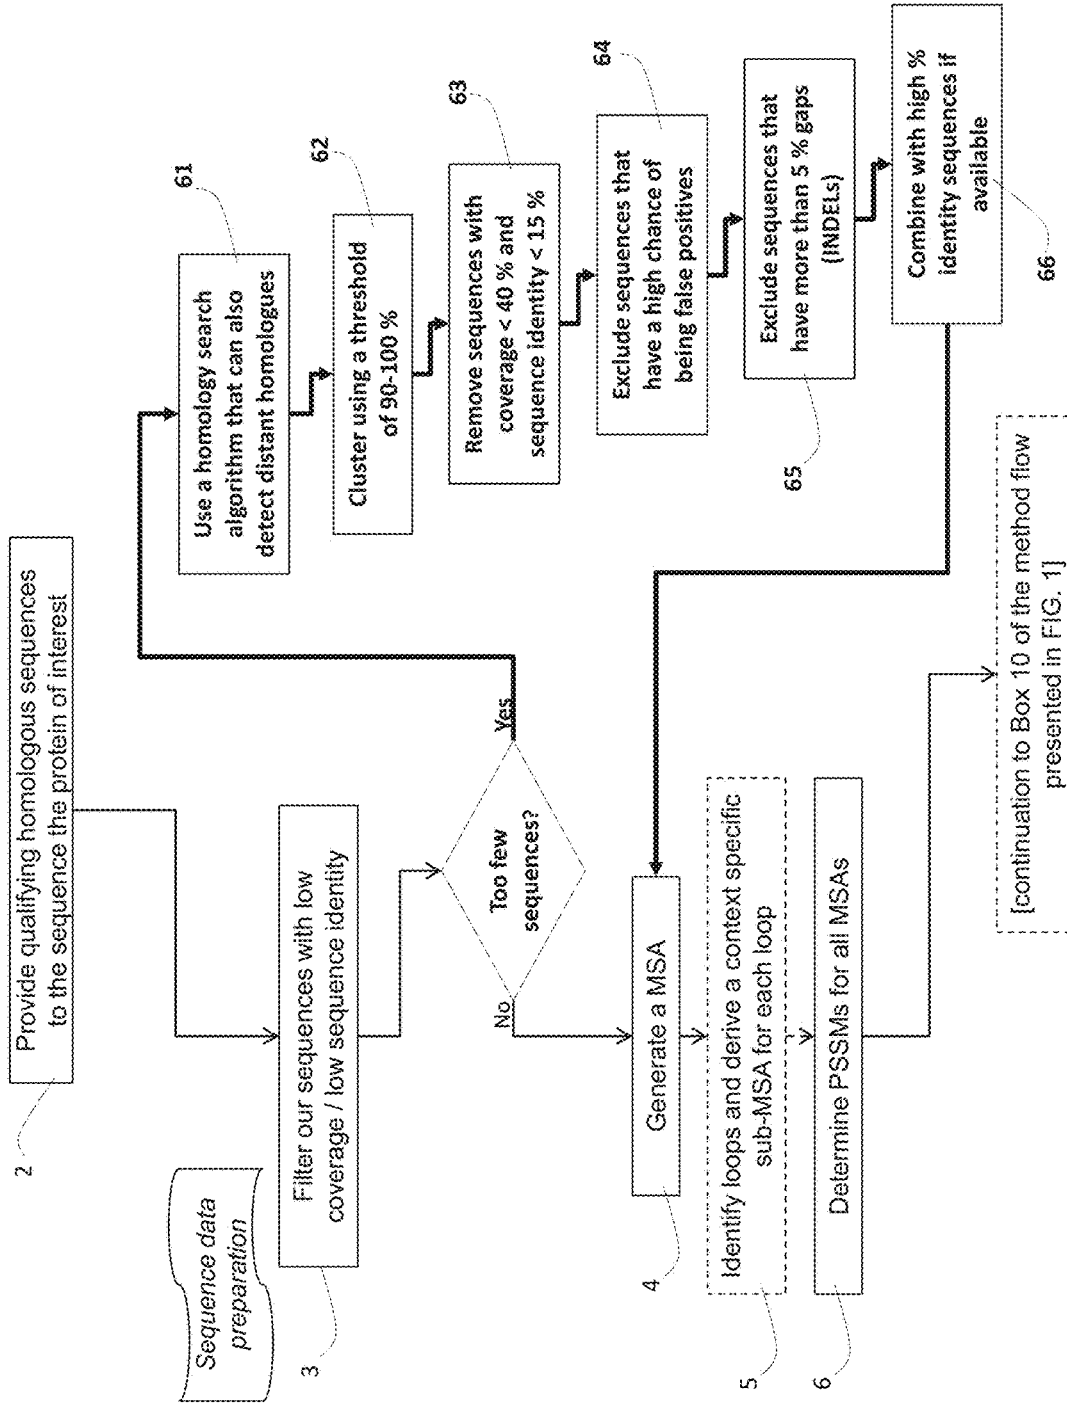 2
Provide qualifying homologous sequences
to the sequence the protein of interest
Sequence data
preparation
3
Filter our sequences with low
coverage / low sequence identity
Too few
sequences?
No
Yes
61
Use a homology search
algorithm that can also
detect distant homologues
62
Cluster using a threshold
of 90-100 %
63
Remove sequences with
coverage < 40 % and
sequence identity < 15 %
64
Exclude sequences that
have a high chance of
being false positives
65
Exclude sequences that
have more than 5 % gaps
(INDELs)
66
Combine with high %
identity sequences if
available
4
Generate a MSA
5
Identify loops and derive a context specific
sub-MSA for each loop
6
Determine PSSMs for all MSAs
[continuation to Box 10 of the method flow
presented in FIG. 1]